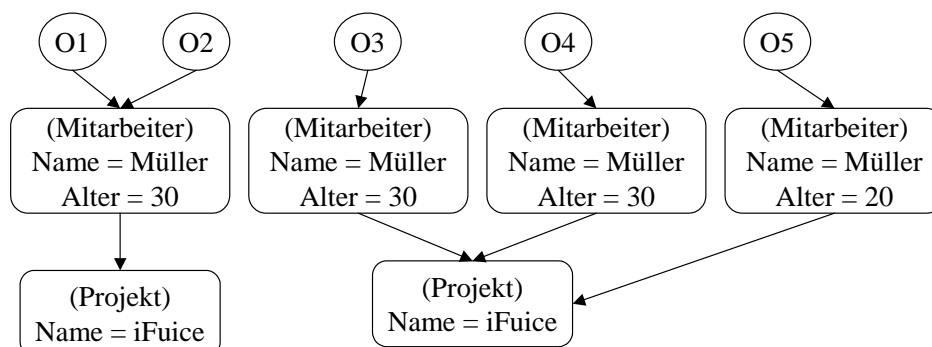 O1
O2
O3
O4
O5
(Mitarbeiter)
Name = Müller
Alter = 30
(Mitarbeiter)
Name = Müller
Alter = 30
(Mitarbeiter)
Name = Müller
Alter = 30
(Mitarbeiter)
Name = Müller
Alter = 20
(Projekt)
Name = iFuice
(Projekt)
Name = iFuice